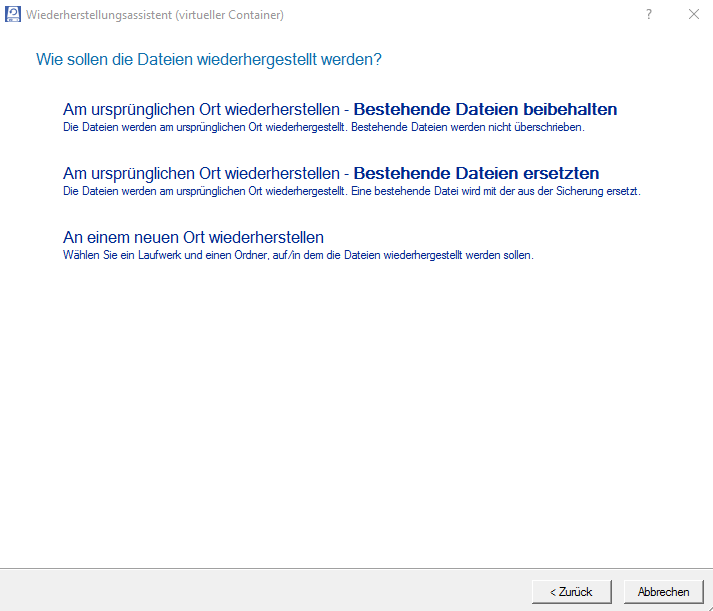 Wiederherstellungsassistent (virtueller Container)
?
Wie sollen die Dateien wiederhergestellt werden?
Am ursprünglichen Ort wiederherstellen - Bestehende Dateien beibehalten
Die Dateien werden am ursprünglichen Ort wiederhergestellt. Bestehende Dateien werden nicht überschrieben.
Am ursprünglichen Ort wiederherstellen - Bestehende Dateien ersetzten
Die Dateien werden am ursprünglichen Ort wiederhergestellt. Eine bestehende Datei wird mit der aus der Sicherung ersetzt.
An einem neuen Ort wiederherstellen
Wählen Sie ein Laufwerk und einen Ordner, auf/in dem die Dateien wiederhergestellt werden sollen.
< Zurück
Abbrechen